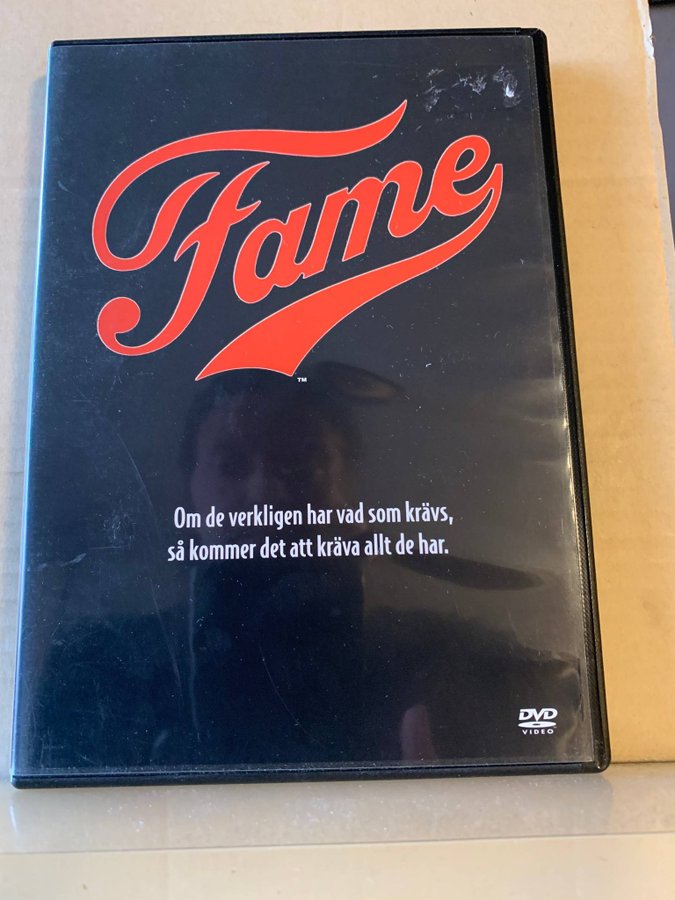 Fame
™
Om de verkligen har vad som krävs,
så kommer det att kräva allt de har.
DVD
VIDEO